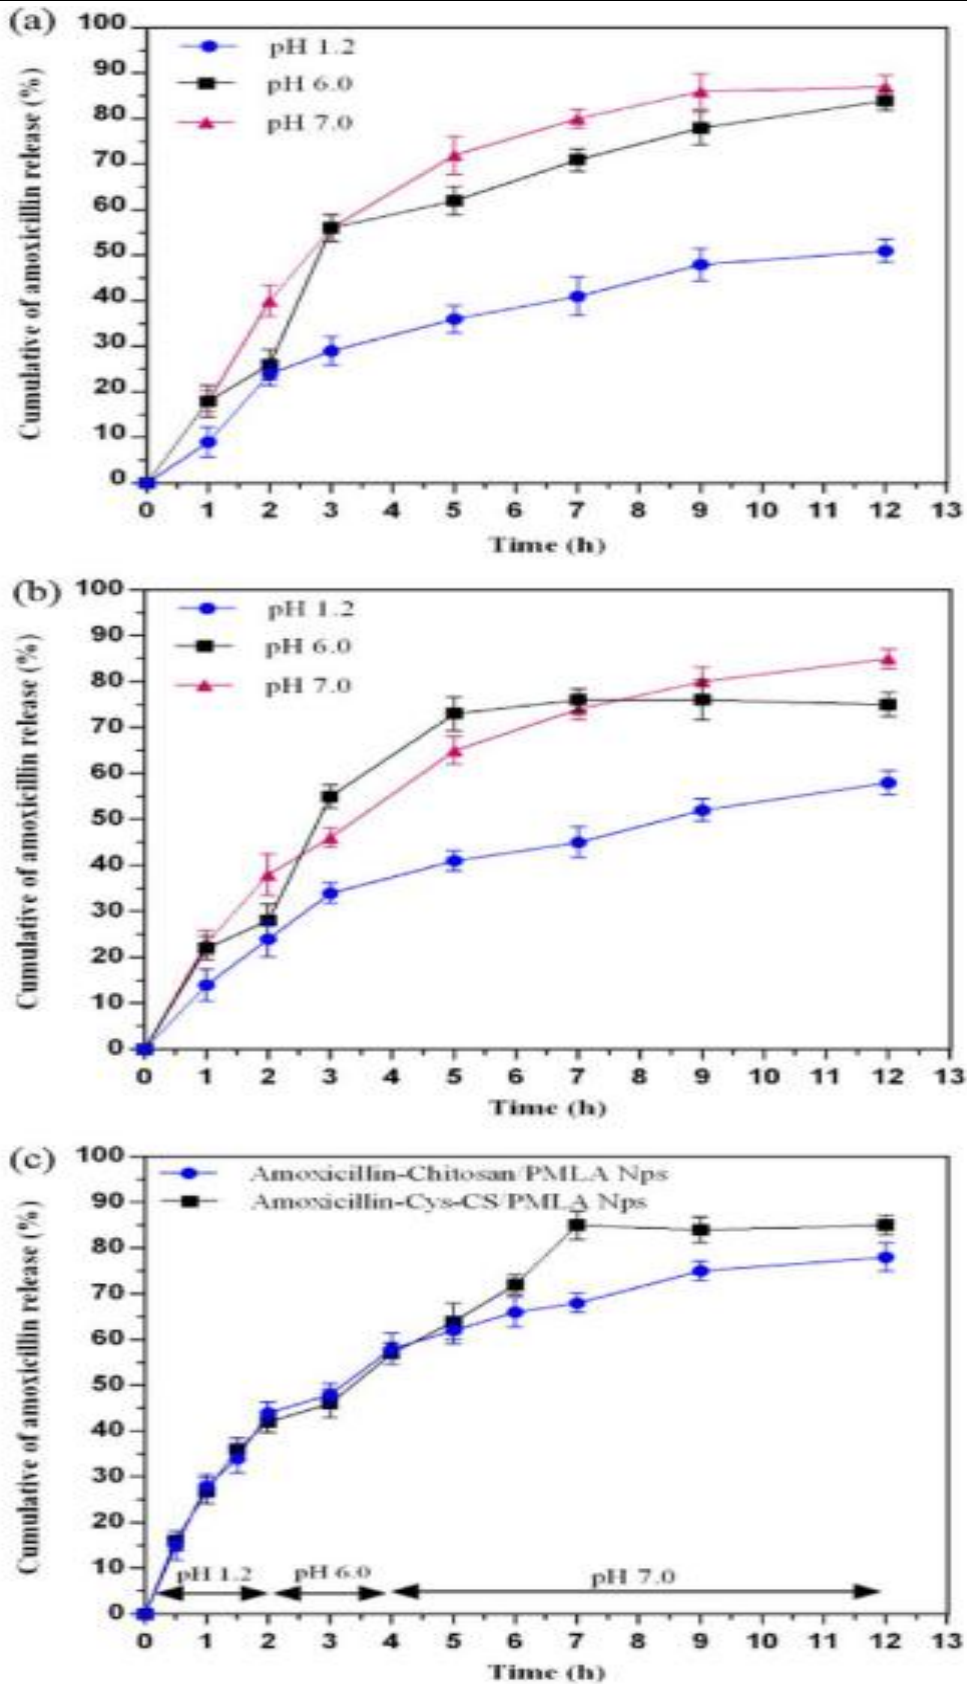 (a)
Cumulative of amoxicillin release (%)
100
90
80
70
60
50
40
30
20
10
0
pH 1.2
pH 6.0
pH 7.0
0 1 2 3 4 5 6 7 8 9 10 11 12 13
Time (h)
(b)
Cumulative of amoxicillin release (%)
100
90
80
70
60
50
40
30
20
10
0
pH 1.2
pH 6.0
pH 7.0
0 1 2 3 4 5 6 7 8 9 10 11 12 13
Time (h)
(c)
Cumulative of amoxicillin release (%)
100
90
80
70
60
50
40
30
20
10
0
Amoxicillin-Chitosan/PMLA Nps
Amoxicillin-Cys-CS/PMLA Nps
pH 1.2 pH 6.0 pH 7.0
0 1 2 3 4 5 6 7 8 9 10 11 12 13
Time (h)